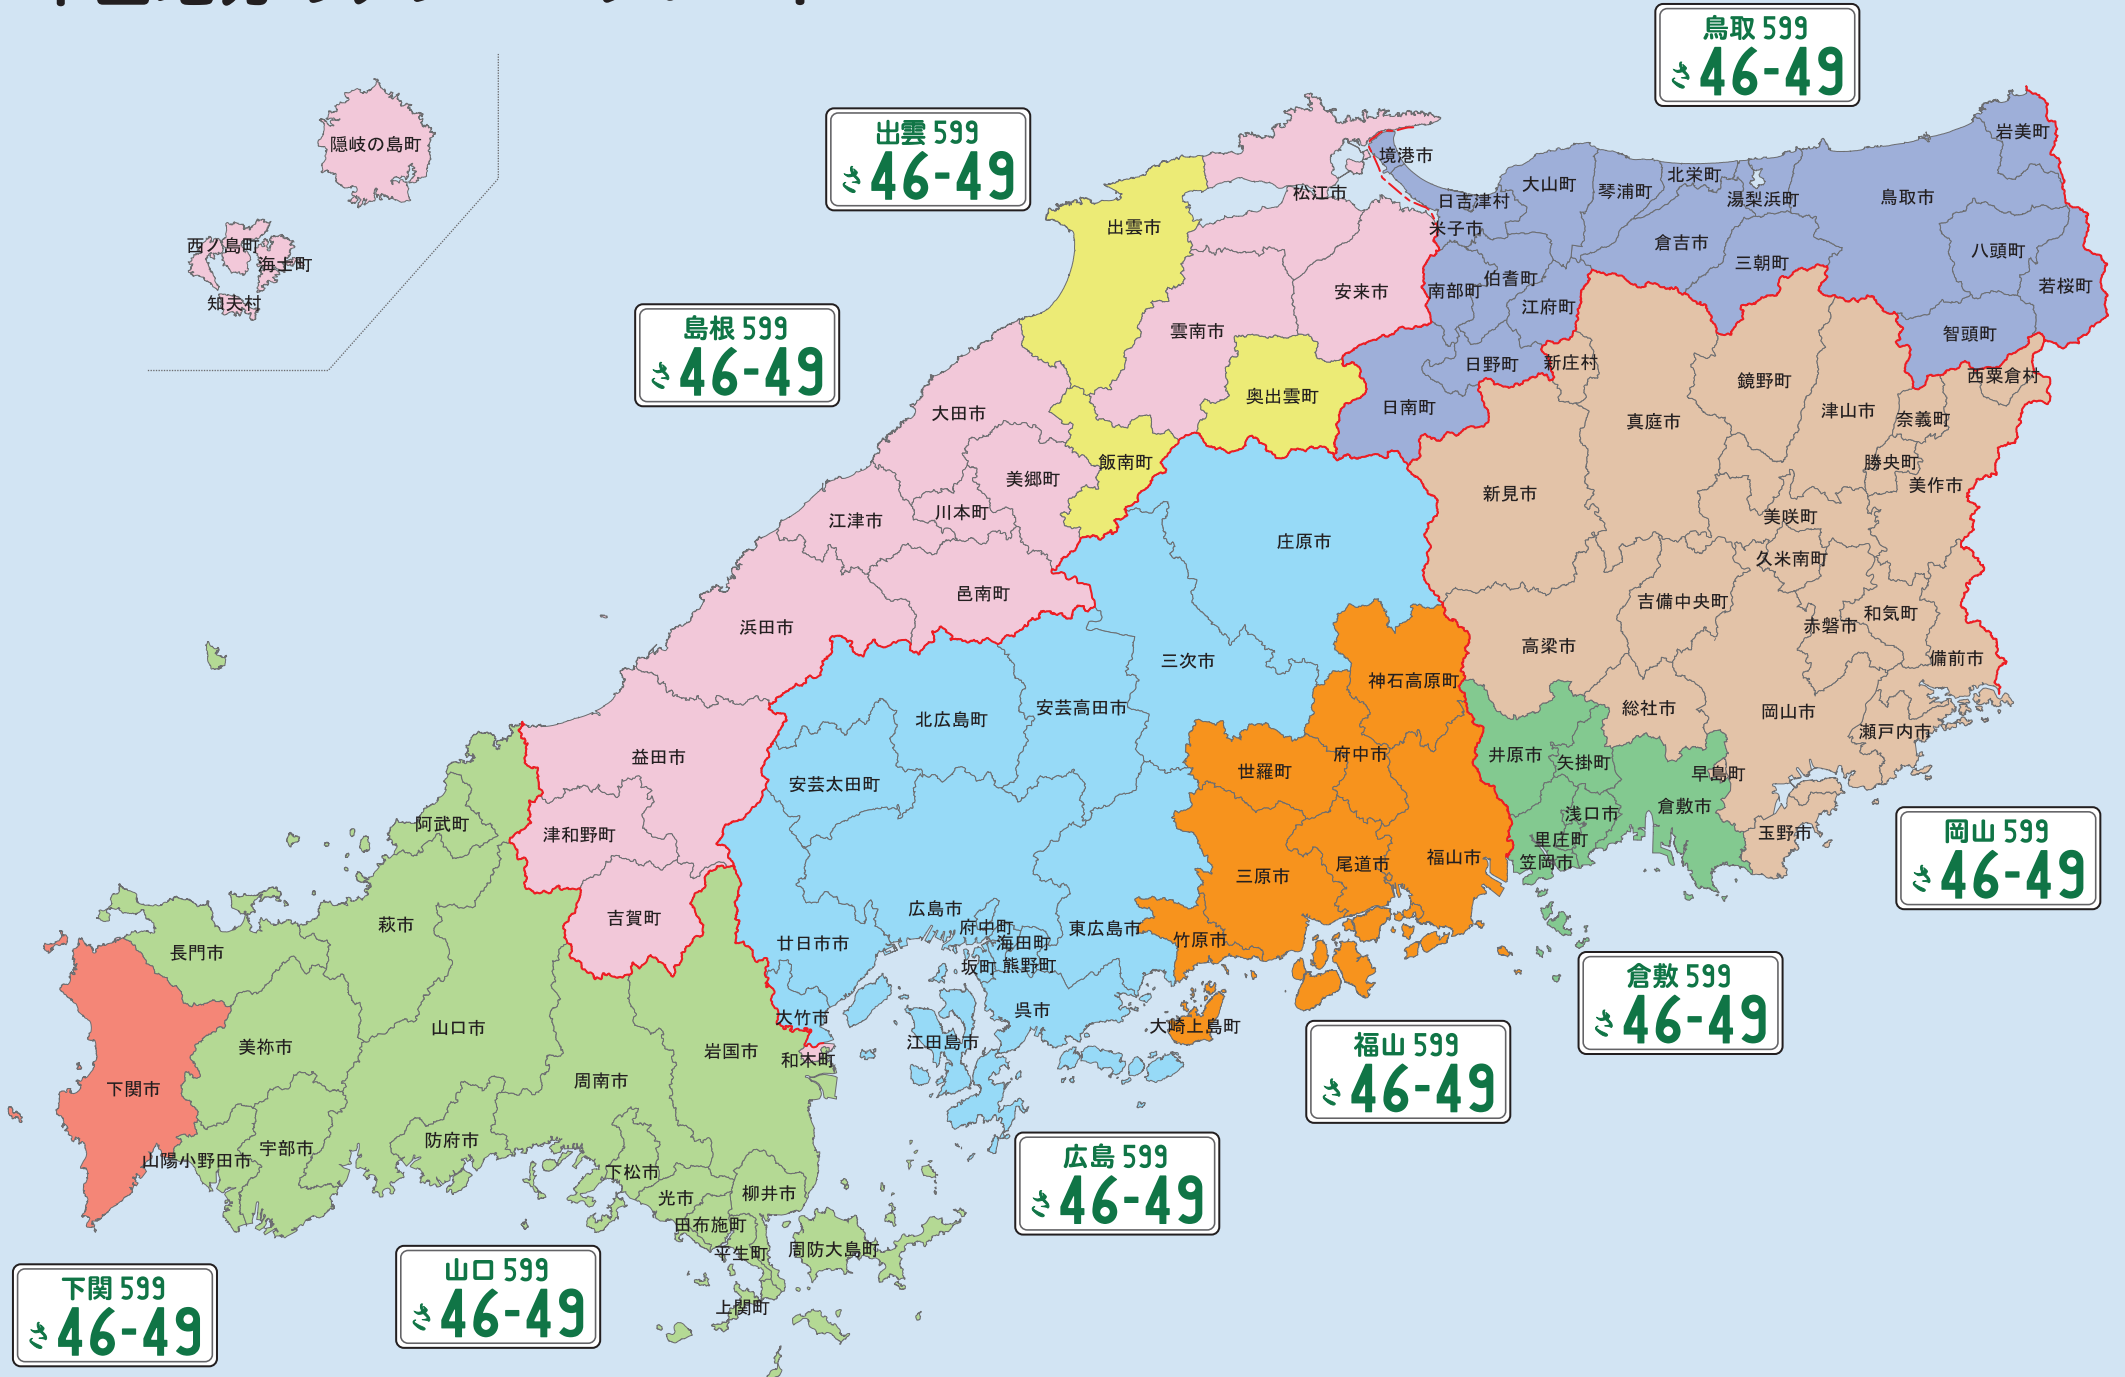 鳥取 599
さ 46-49
出雲 599
さ 46-49
島根 599
さ 46-49
岡山 599
さ 46-49
倉敷 599
さ 46-49
福山 599
さ 46-49
広島 599
さ 46-49
山口 599
さ 46-49
下関 599
さ 46-49
隠岐の島町
西ノ島町
海士町
知夫村
境港市
松江市
日吉津村
米子市
大山町
琴浦町
北栄町
湯梨浜町
鳥取市
岩美町
出雲市
倉吉市
三朝町
八頭町
若桜町
安来市
南部町
伯耆町
江府町
雲南市
智頭町
日野町
新庄村
西粟倉村
鏡野町
奥出雲町
日南町
大田市
真庭市
津山市
奈義町
飯南町
勝央町
美郷町
新見市
美作市
川本町
江津市
美咲町
庄原市
久米南町
邑南町
吉備中央町
和気町
浜田市
赤磐市
高梁市
備前市
三次市
神石高原町
安芸高田市
総社市
岡山市
北広島町
瀬戸内市
益田市
府中市
井原市
矢掛町
世羅町
早島町
安芸太田町
倉敷市
浅口市
阿武町
津和野町
玉野市
里庄町
福山市
笠岡市
尾道市
三原市
広島市
吉賀町
萩市
府中町
東広島市
竹原市
廿日市市
海田町
長門市
坂町
熊野町
呉市
大竹市
大崎上島町
山口市
江田島市
美祢市
岩国市
和木町
周南市
下関市
防府市
宇部市
山陽小野田市
下松市
光市
柳井市
田布施町
平生町
周防大島町
上関町